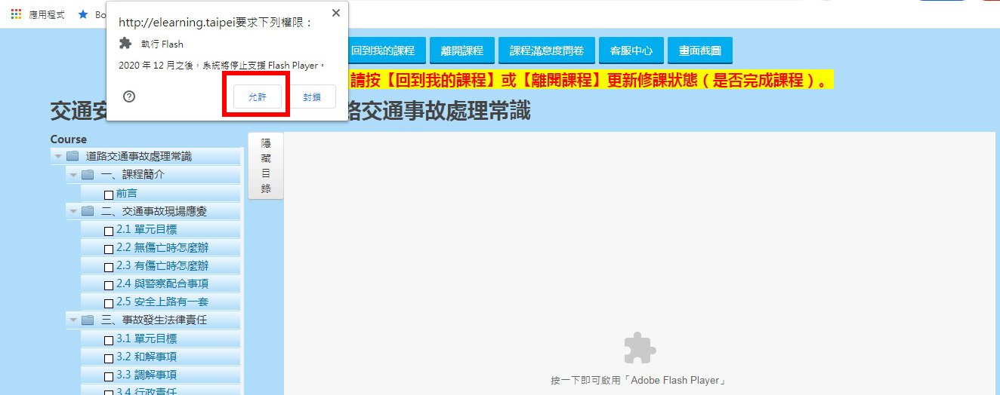 應用程式
Bo
http://elearning.taipei要求下列權限：
執行 Flash
2020 年 12 月之後，系統將停止支援 Flash Player。
允許
封鎖
回到我的課程
離開課程
課程滿意度問卷
客服中心
畫面截圖
請按【回到我的課程】或【離開課程】更新修課狀態（是否完成課程）。
交通安
路交通事故處理常識
Course
道路交通事故處理常識
一、課程簡介
前言
二、交通事故現場應變
2.1 單元目標
2.2 無傷亡時怎麼辦
2.3 有傷亡時怎麼辦
2.4 與警察配合事項
2.5 安全上路有一套
三、事故發生法律責任
3.1 單元目標
3.2 和解事項
3.3 調解事項
3.4 行政責任
隱
藏
目
錄
按一下即可啟用「Adobe Flash Player」